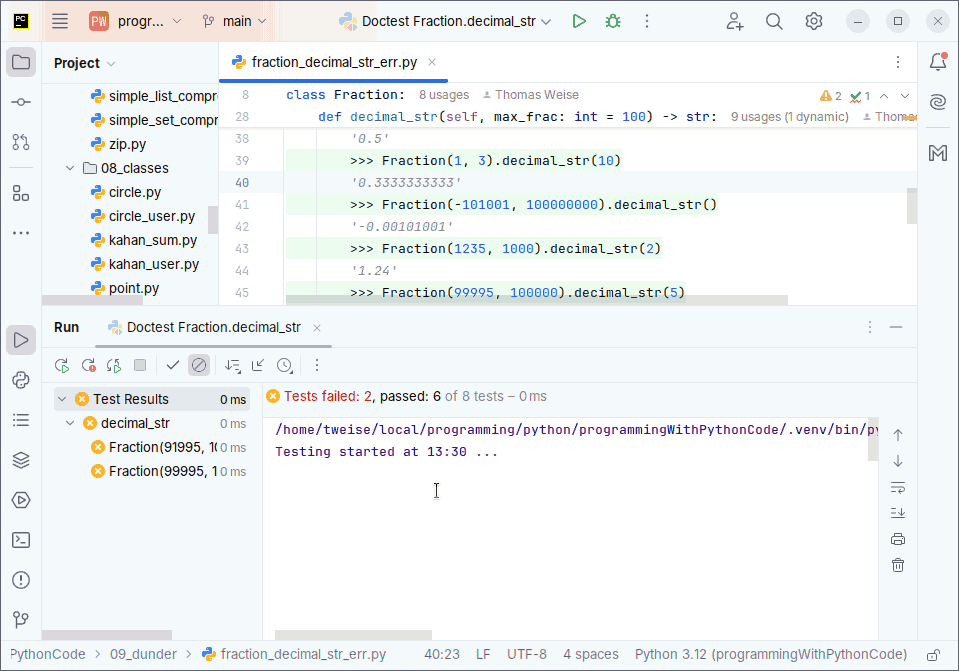 PC PW progr... main Doctest Fraction.decimal_str
Project
fraction_decimal_str_err.py
simple_list_compre
simple_set_compr
zip.py
08_classes
circle.py
circle_user.py
kahan_sum.py
kahan_user.py
point.py
8 class Fraction: 8 usages Thomas Weise 2 1
28 def decimal_str(self, max_frac: int = 100) -> str: 9 usages (1 dynamic) Thomas
38 '0.5'
39 >>> Fraction(1, 3).decimal_str(10)
40 '0.3333333333'
41 >>> Fraction(-101001, 100000000).decimal_str()
42 '-0.00101001'
43 >>> Fraction(1235, 1000).decimal_str(2)
44 '1.24'
45 >>> Fraction(99995, 100000).decimal_str(5)
Run Doctest Fraction.decimal_str
Test Results 0 ms
decimal_str 0 ms
Fraction(91995, 10 0 ms
Fraction(99995, 1 0 ms
Tests failed: 2, passed: 6 of 8 tests – 0 ms
/home/tweise/local/programming/python/programmingWithPythonCode/.venv/bin/py
Testing started at 13:30 ...
PythonCode > 09_dunder > fraction_decimal_str_err.py 40:23 LF UTF-8 4 spaces Python 3.12 (programmingWithPythonCode)